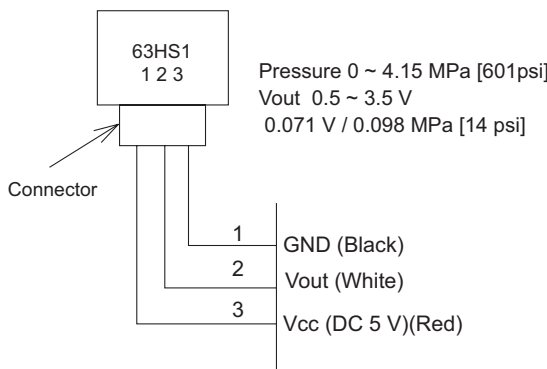 63HS1
1 2 3
Pressure 0 ~ 4.15 MPa [601psi]
Vout 0.5 ~ 3.5 V
0.071 V / 0.098 MPa [14 psi]
Connector
1 GND (Black)
2 Vout (White)
3 Vcc (DC 5 V)(Red)